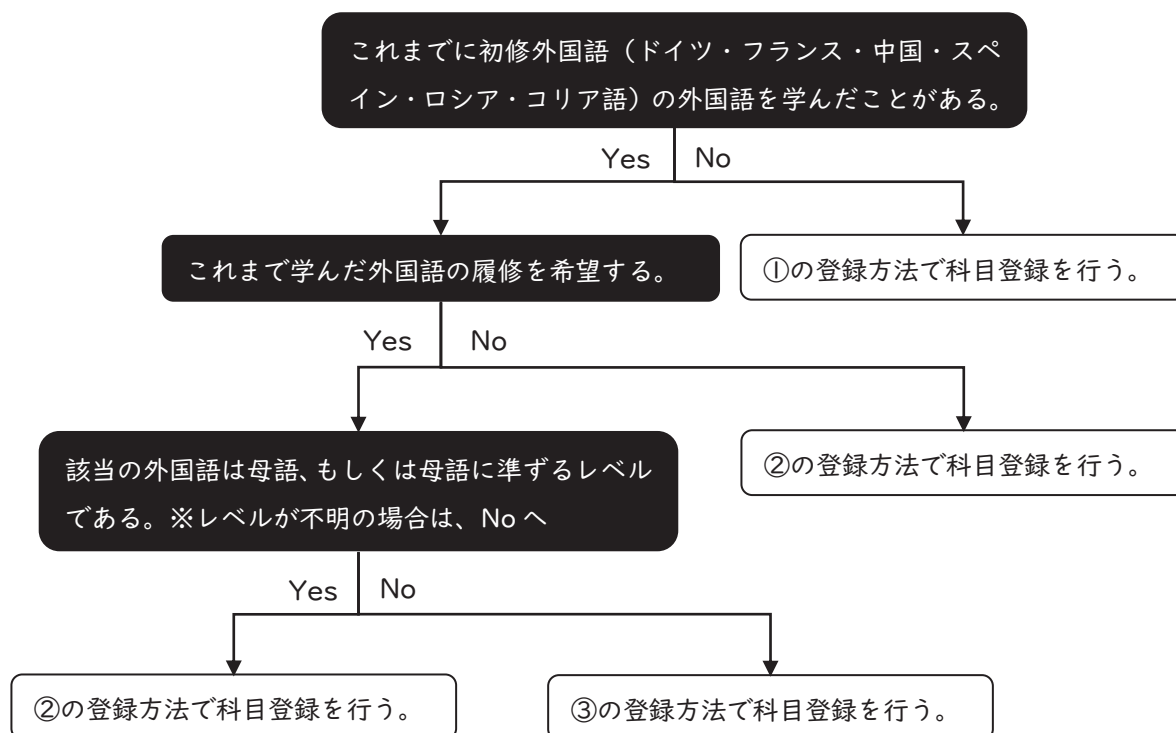 これまでに初修外国語（ドイツ・フランス・中国・スペ
イン・ロシア・コリア語）の外国語を学んだことがある。
Yes No
これまで学んだ外国語の履修を希望する。
①の登録方法で科目登録を行う。
Yes No
該当の外国語は母語、もしくは母語に準ずるレベル
である。※レベルが不明の場合は、No へ
②の登録方法で科目登録を行う。
Yes No
②の登録方法で科目登録を行う。
③の登録方法で科目登録を行う。